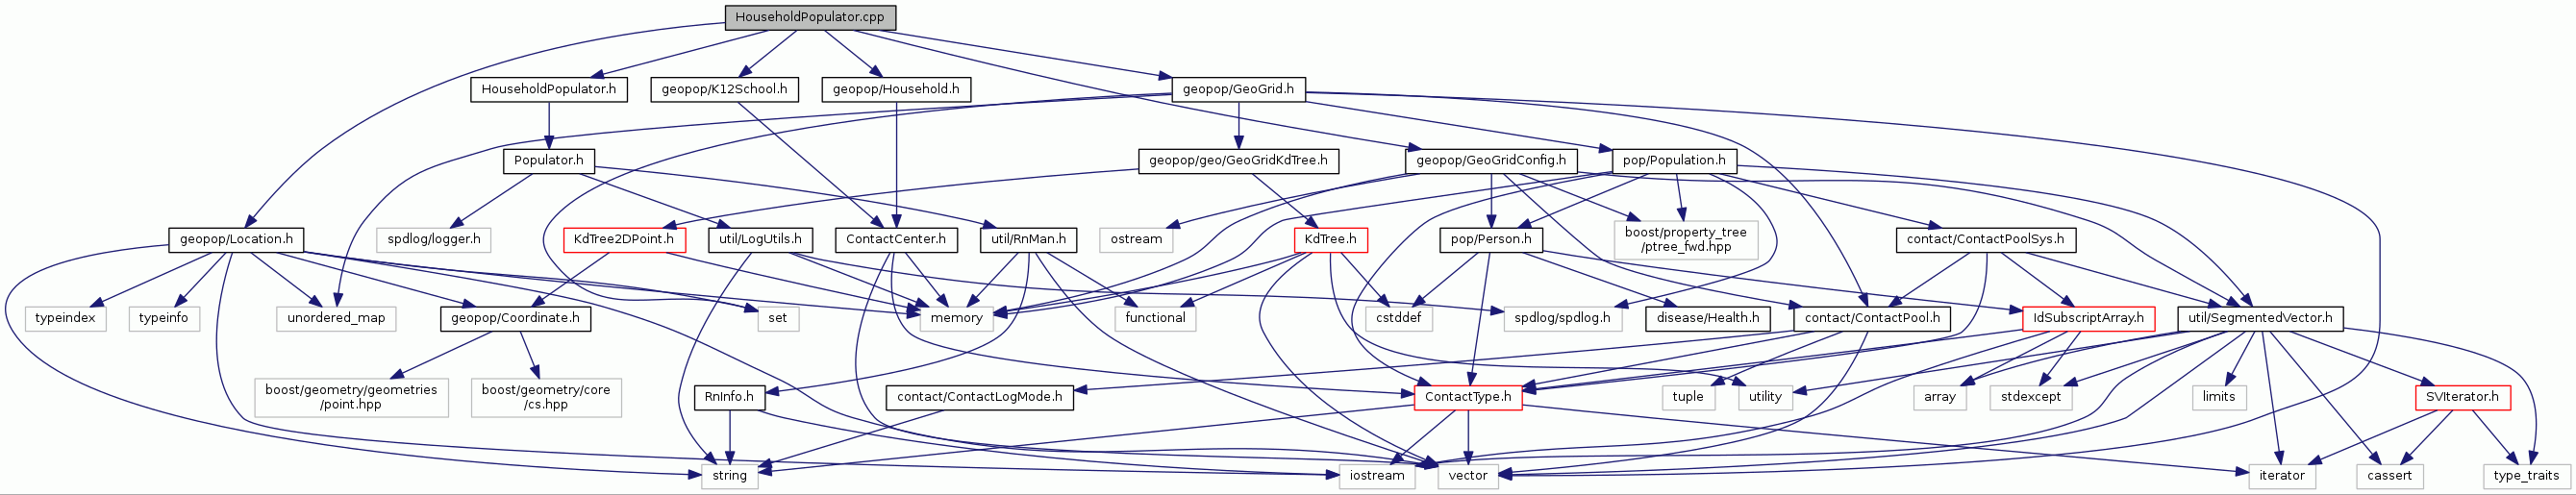 HouseholdPopulator.cpp
HouseholdPopulator.h
geopop/K12School.h
geopop/Household.h
geopop/GeoGrid.h
Populator.h
geopop/geo/GeoGridKdTree.h
geopop/GeoGridConfig.h
pop/Population.h
geopop/Location.h
spdlog/logger.h
KdTree2DPoint.h
util/LogUtils.h
ContactCenter.h
util/RnMan.h
ostream
KdTree.h
pop/Person.h
boost/property_tree
/ptree_fwd.hpp
contact/ContactPoolSys.h
typeindex
typeinfo
unordered_map
geopop/Coordinate.h
set
memory
functional
spdlog/spdlog.h
cstddef
disease/Health.h
contact/ContactPool.h
IdSubscriptArray.h
util/SegmentedVector.h
boost/geometry/geometries
/point.hpp
boost/geometry/core
/cs.hpp
RnInfo.h
contact/ContactLogMode.h
ContactType.h
tuple
utility
array
stdexcept
limits
SVIterator.h
string
iostream
vector
iterator
cassert
type_traits